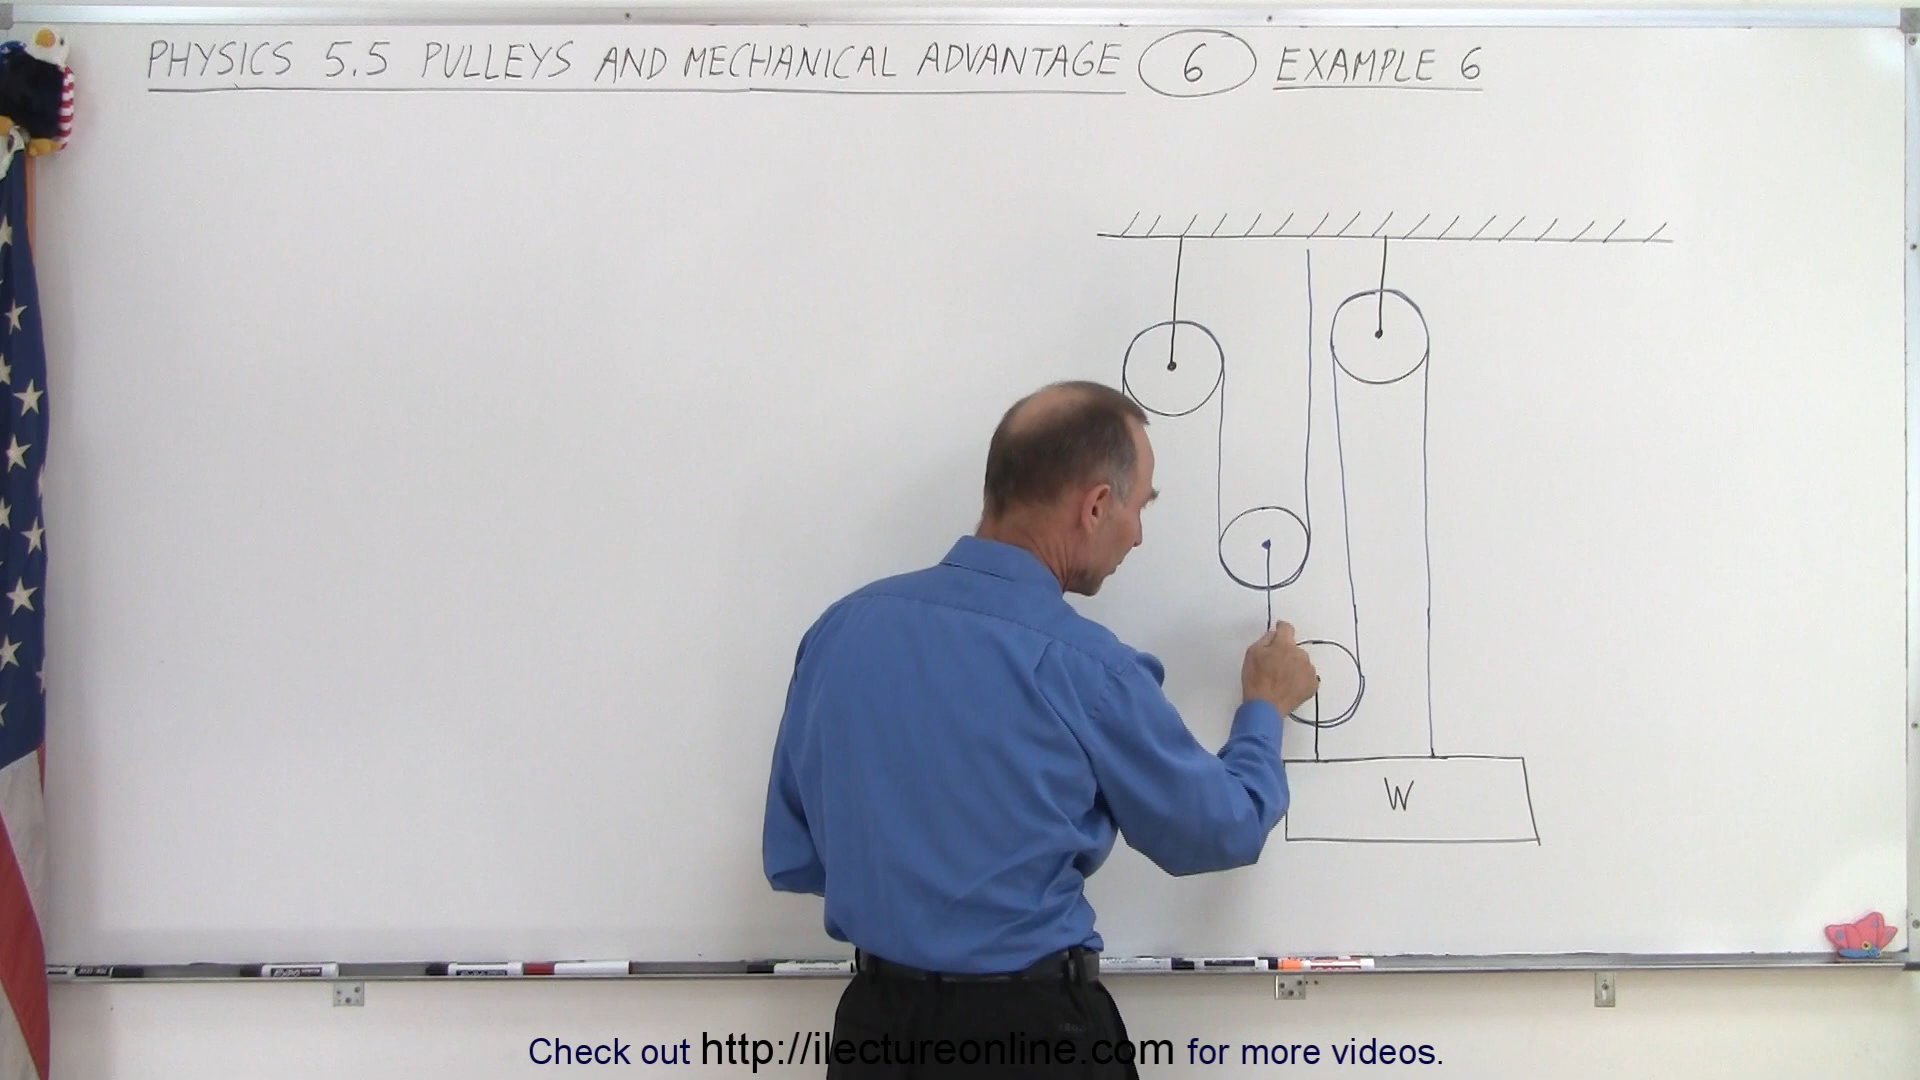 PHYSICS 5.5 PULLEYS AND MECHANICAL ADVANTAGE 6 EXAMPLE 6
W
Check out http://ilectureonline.com for more videos.